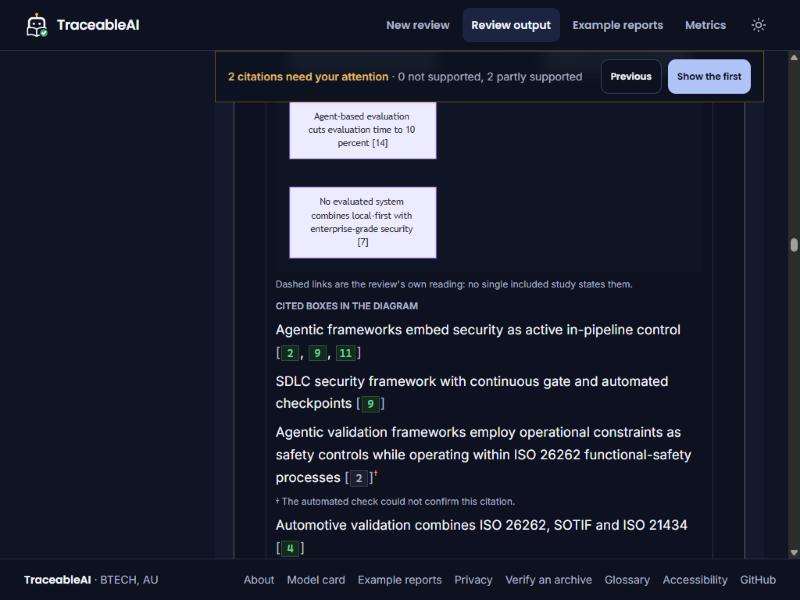 TraceableAI
New review
Review output
Example reports
Metrics
2 citations need your attention · 0 not supported, 2 partly supported
Previous
Show the first
Agent-based evaluation
cuts evaluation time to 10
percent [14]
No evaluated system
combines local-first with
enterprise-grade security
[7]
Dashed links are the review's own reading: no single included study states them.
CITED BOXES IN THE DIAGRAM
Agentic frameworks embed security as active in-pipeline control
[2, 9, 11]
SDLC security framework with continuous gate and automated
checkpoints [9]
Agentic validation frameworks employ operational constraints as
safety controls while operating within ISO 26262 functional-safety
processes [2]†
† The automated check could not confirm this citation.
Automotive validation combines ISO 26262, SOTIF and ISO 21434
[4]
TraceableAI · BTECH, AU
About
Model card
Example reports
Privacy
Verify an archive
Glossary
Accessibility
GitHub